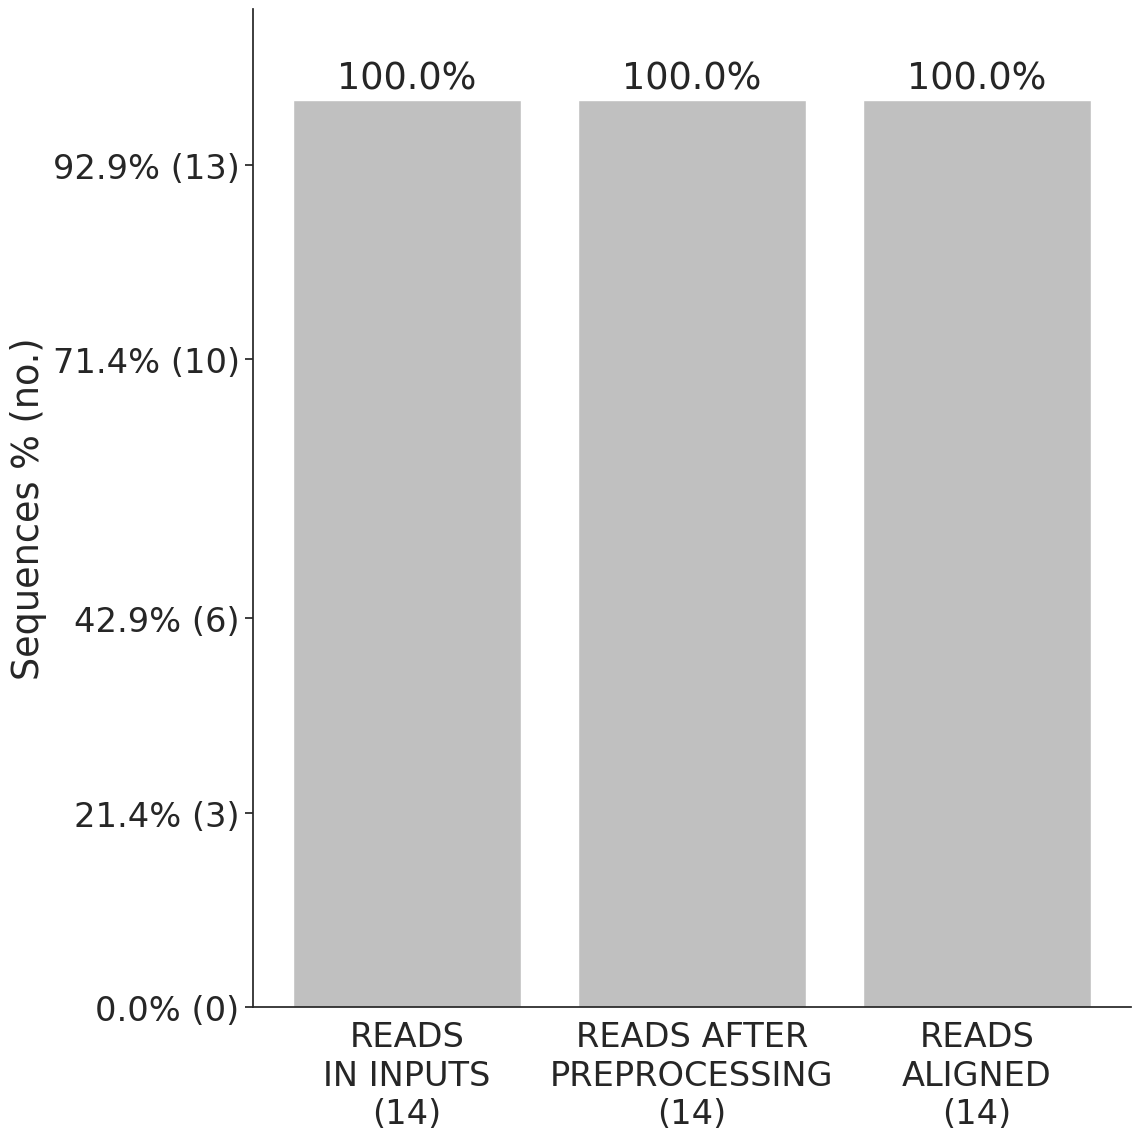 100.0% 100.0% 100.0%
92.9% (13)
71.4% (10)
42.9% (6)
21.4% (3)
0.0% (0)
Sequences % (no.)
READS
IN INPUTS
(14)
READS AFTER
PREPROCESSING
(14)
READS
ALIGNED
(14)